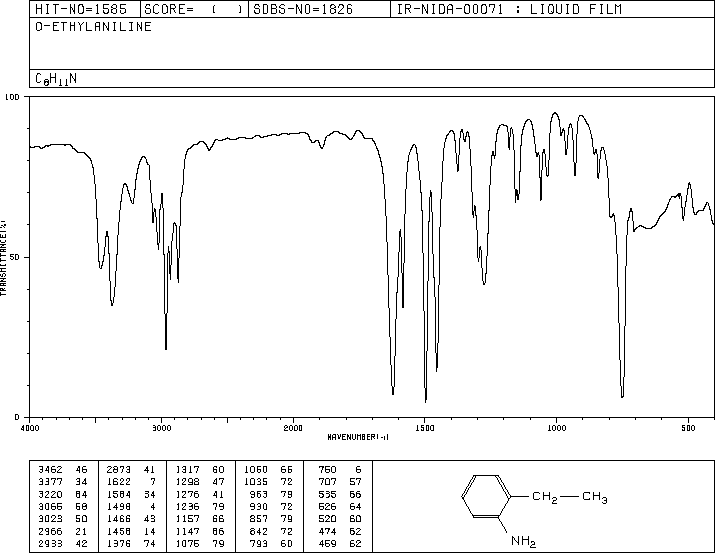 HIT-NO=1585 SCORE= ( ) SDBS-NO=1826 IR-NIDA-00071 : LIQUID FILM
O-ETHYLANILINE
C8H11N
100
50
0
TRANSMITTANCE(%)
4000 3000 2000 1500 1000 500
WAVENUMBER(-1)
3462 46 2873 41 1317 60 1060 66 750 6
3377 34 1622 7 1298 47 1035 72 707 57
3220 64 1584 34 1276 41 963 79 535 66
3066 60 1498 4 1236 79 930 72 526 64
3023 50 1466 43 1157 66 857 79 520 60
2966 21 1458 14 1147 66 842 72 474 62
2933 42 1376 74 1075 79 793 60 459 62
CH2 CH3
NH2